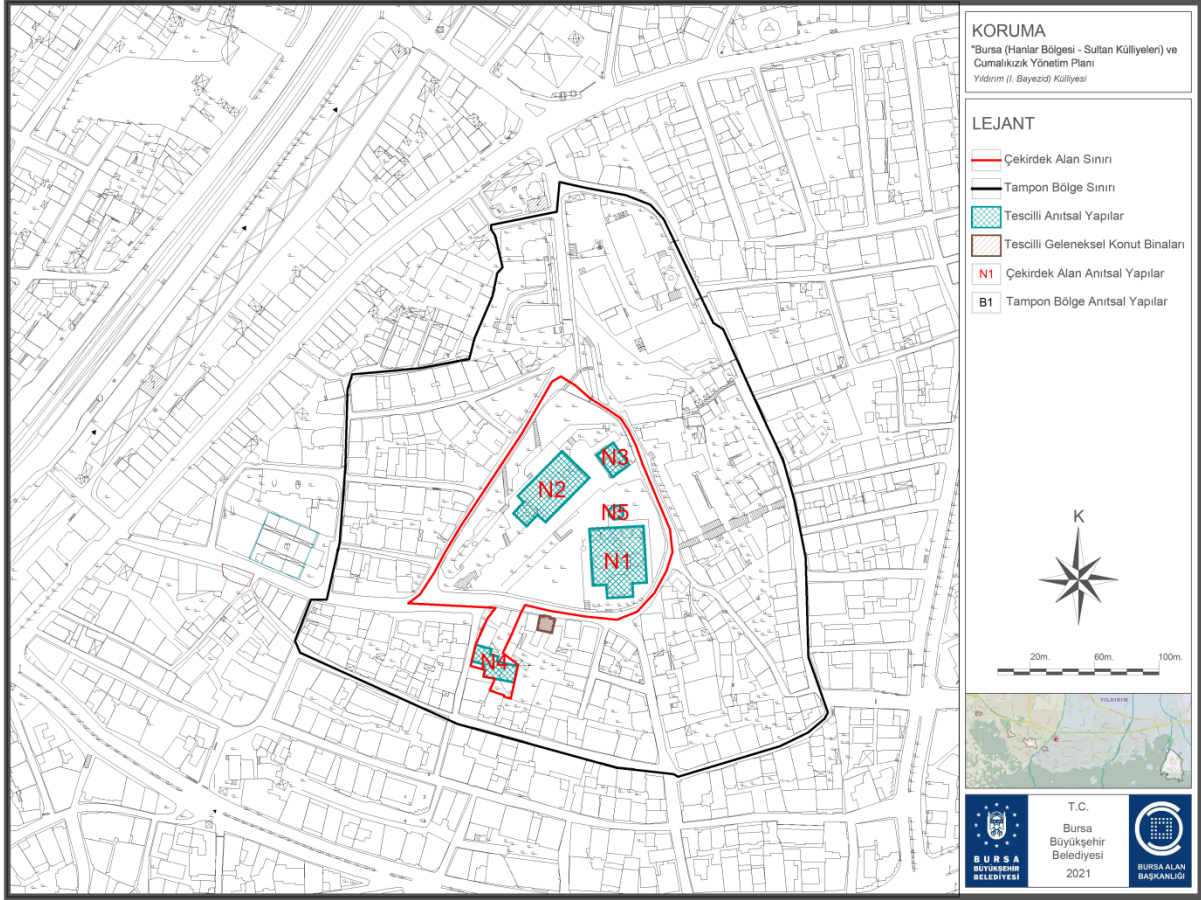 KORUMA
"Bursa (Hanlar Bölgesi - Sultan Külliyeleri) ve
Cumalıkızık Yönetim Planı
Yıldırım (I. Bayezid) Külliyesi
LEJANT
Çekirdek Alan Sınırı
Tampon Bölge Sınırı
Tescilli Anıtsal Yapılar
Tescilli Geleneksel Konut Binaları
N1 Çekirdek Alan Anıtsal Yapılar
B1 Tampon Bölge Anıtsal Yapılar
N3
N2
N5
N1
N4
K
20m. 60m. 100m.
YILDIRIM
BURSA
BÜYÜKŞEHİR
BELEDİYESİ
T.C.
Bursa
Büyükşehir
Belediyesi
2021
BURSA ALAN
BAŞKANLIĞI